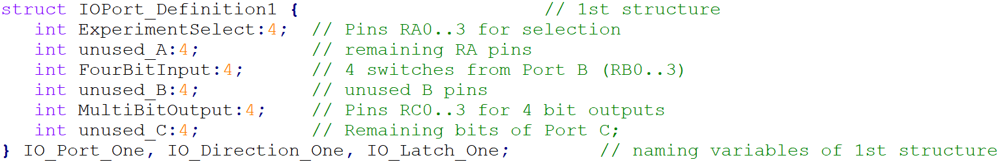 struct IOPort_Definition1 { // 1st structure
int ExperimentSelect:4; // Pins RA0..3 for selection
int unused_A:4; // remaining RA pins
int FourBitInput:4; // 4 switches from Port B (RB0..3)
int unused_B:4; // unused B pins
int MultiBitOutput:4; // Pins RC0..3 for 4 bit outputs
int unused_C:4; // Remaining bits of Port C;
} IO_Port_One, IO_Direction_One, IO_Latch_One; // naming variables of 1st structure